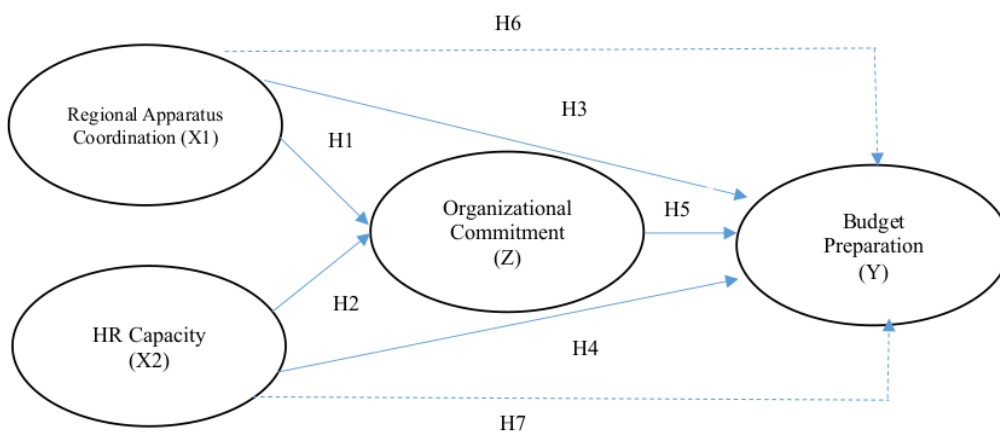 H6
Regional Apparatus
Coordination (X1)
H3
H1
Organizational
Commitment
(Z)
H5
Budget
Preparation
(Y)
H2
HR Capacity
(X2)
H4
H7